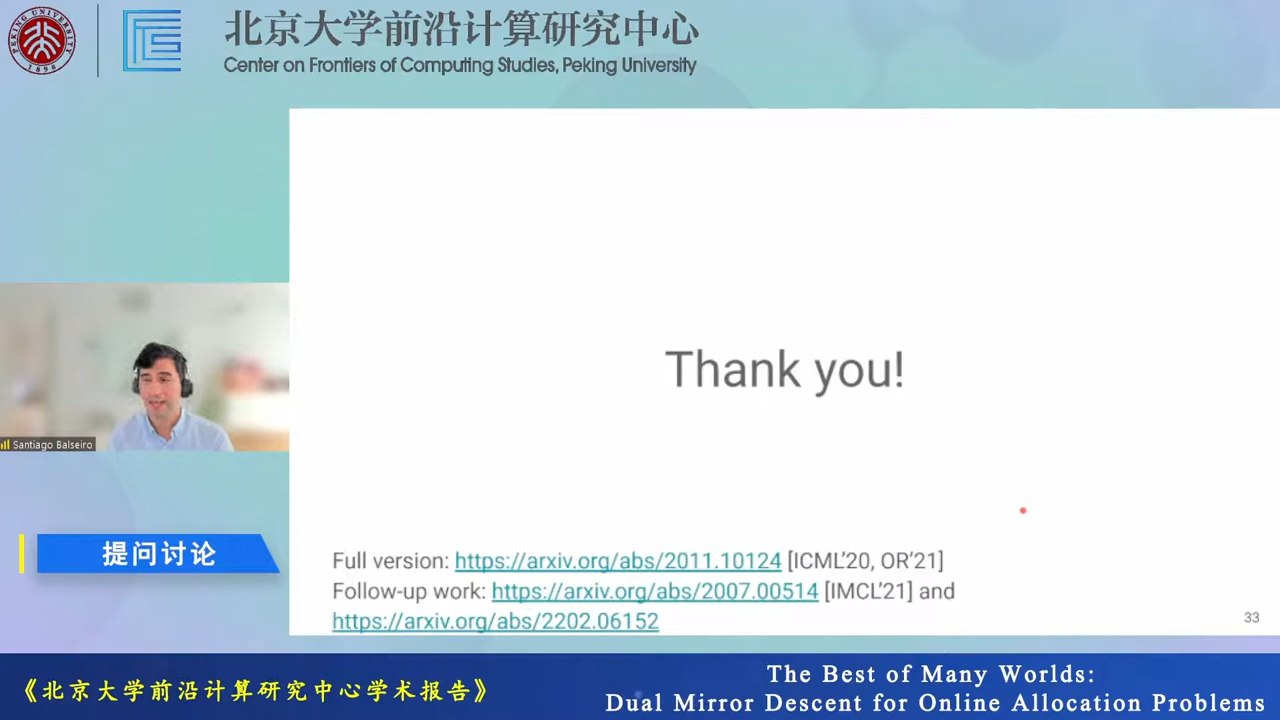 PEKING UNIVERSITY
1898
北京大学前沿计算研究中心
Center on Frontiers of Computing Studies, Peking University
Thank you!
Santiago Balseiro
提问讨论
Full version: https://arxiv.org/abs/2011.10124 [ICML'20, OR'21]
Follow-up work: https://arxiv.org/abs/2007.00514 [IMCL'21] and
https://arxiv.org/abs/2202.06152
33
《北京大学前沿计算研究中心学术报告》
The Best of Many Worlds:
Dual Mirror Descent for Online Allocation Problems